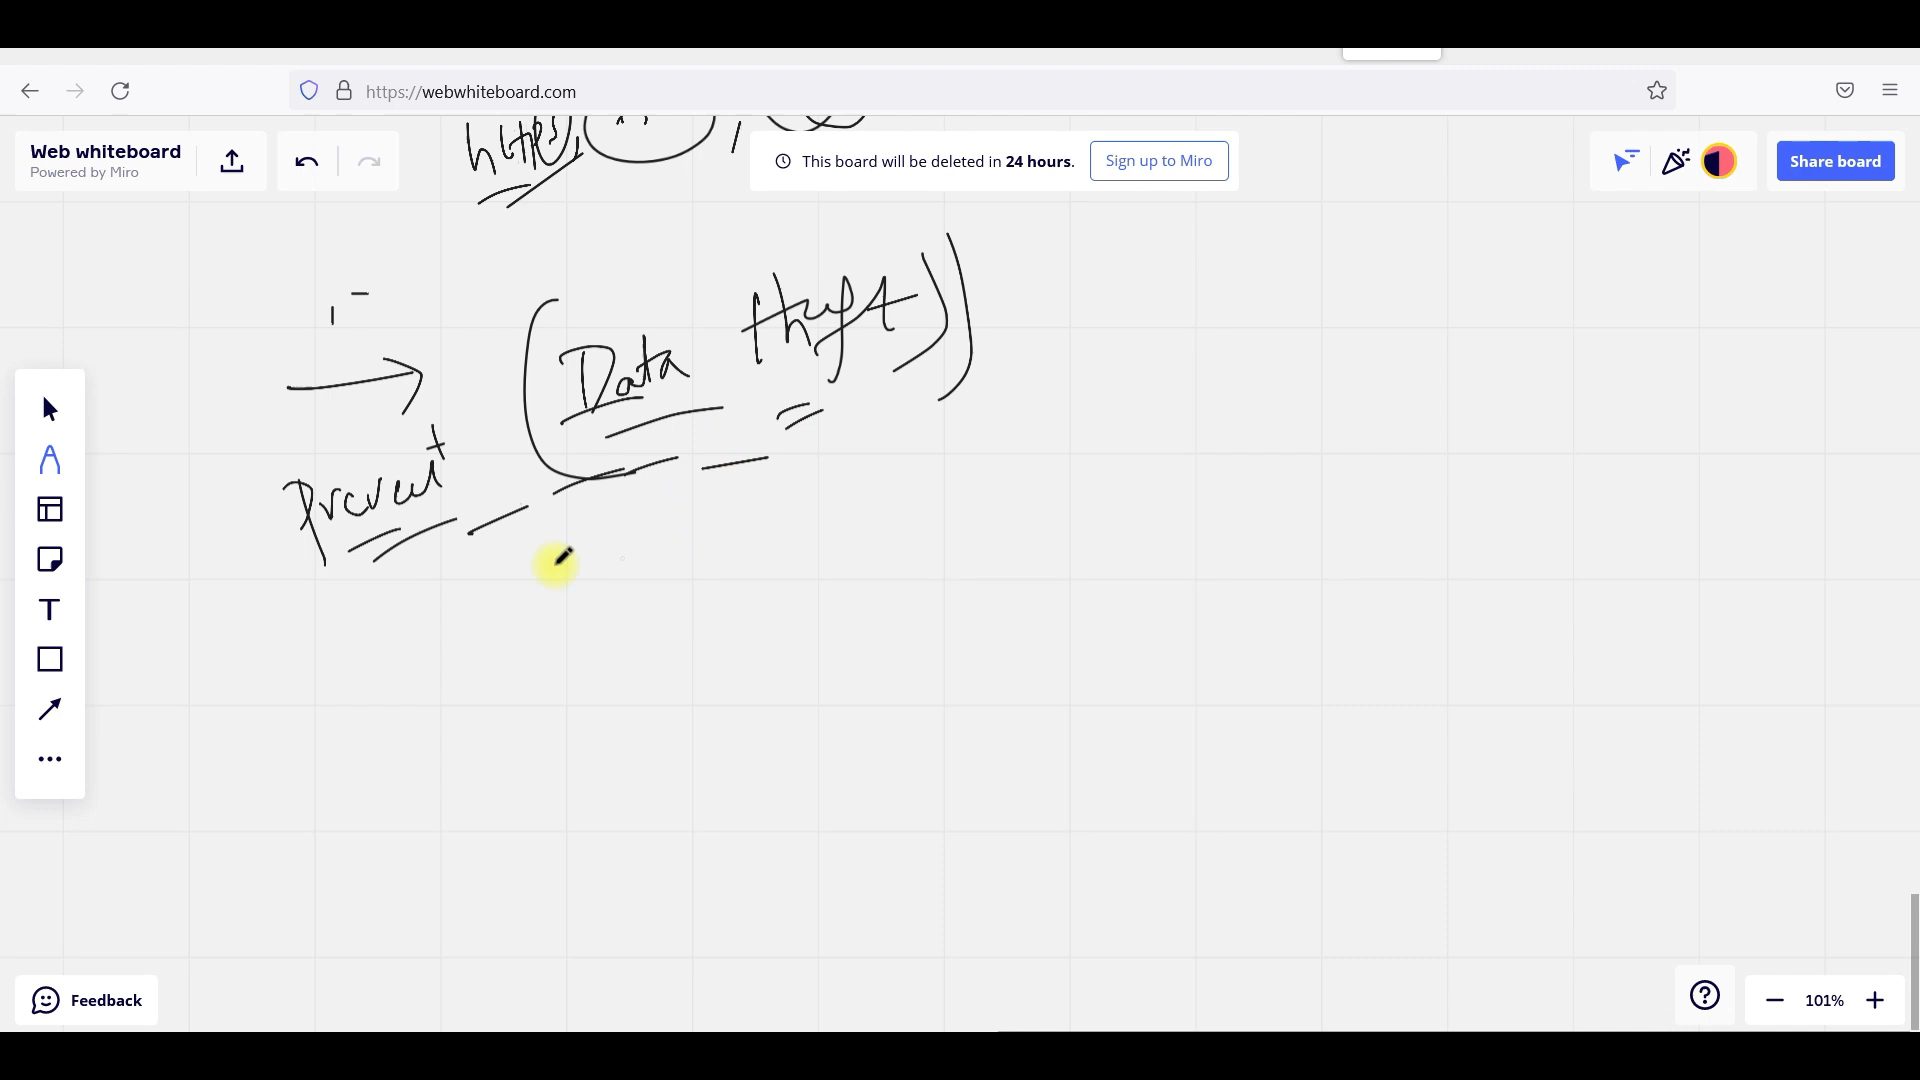 https://webwhiteboard.com
Web whiteboard
Powered by Miro
https,
This board will be deleted in 24 hours.
Sign up to Miro
Share board
(Data theft))
Prevent
T
Feedback
101%